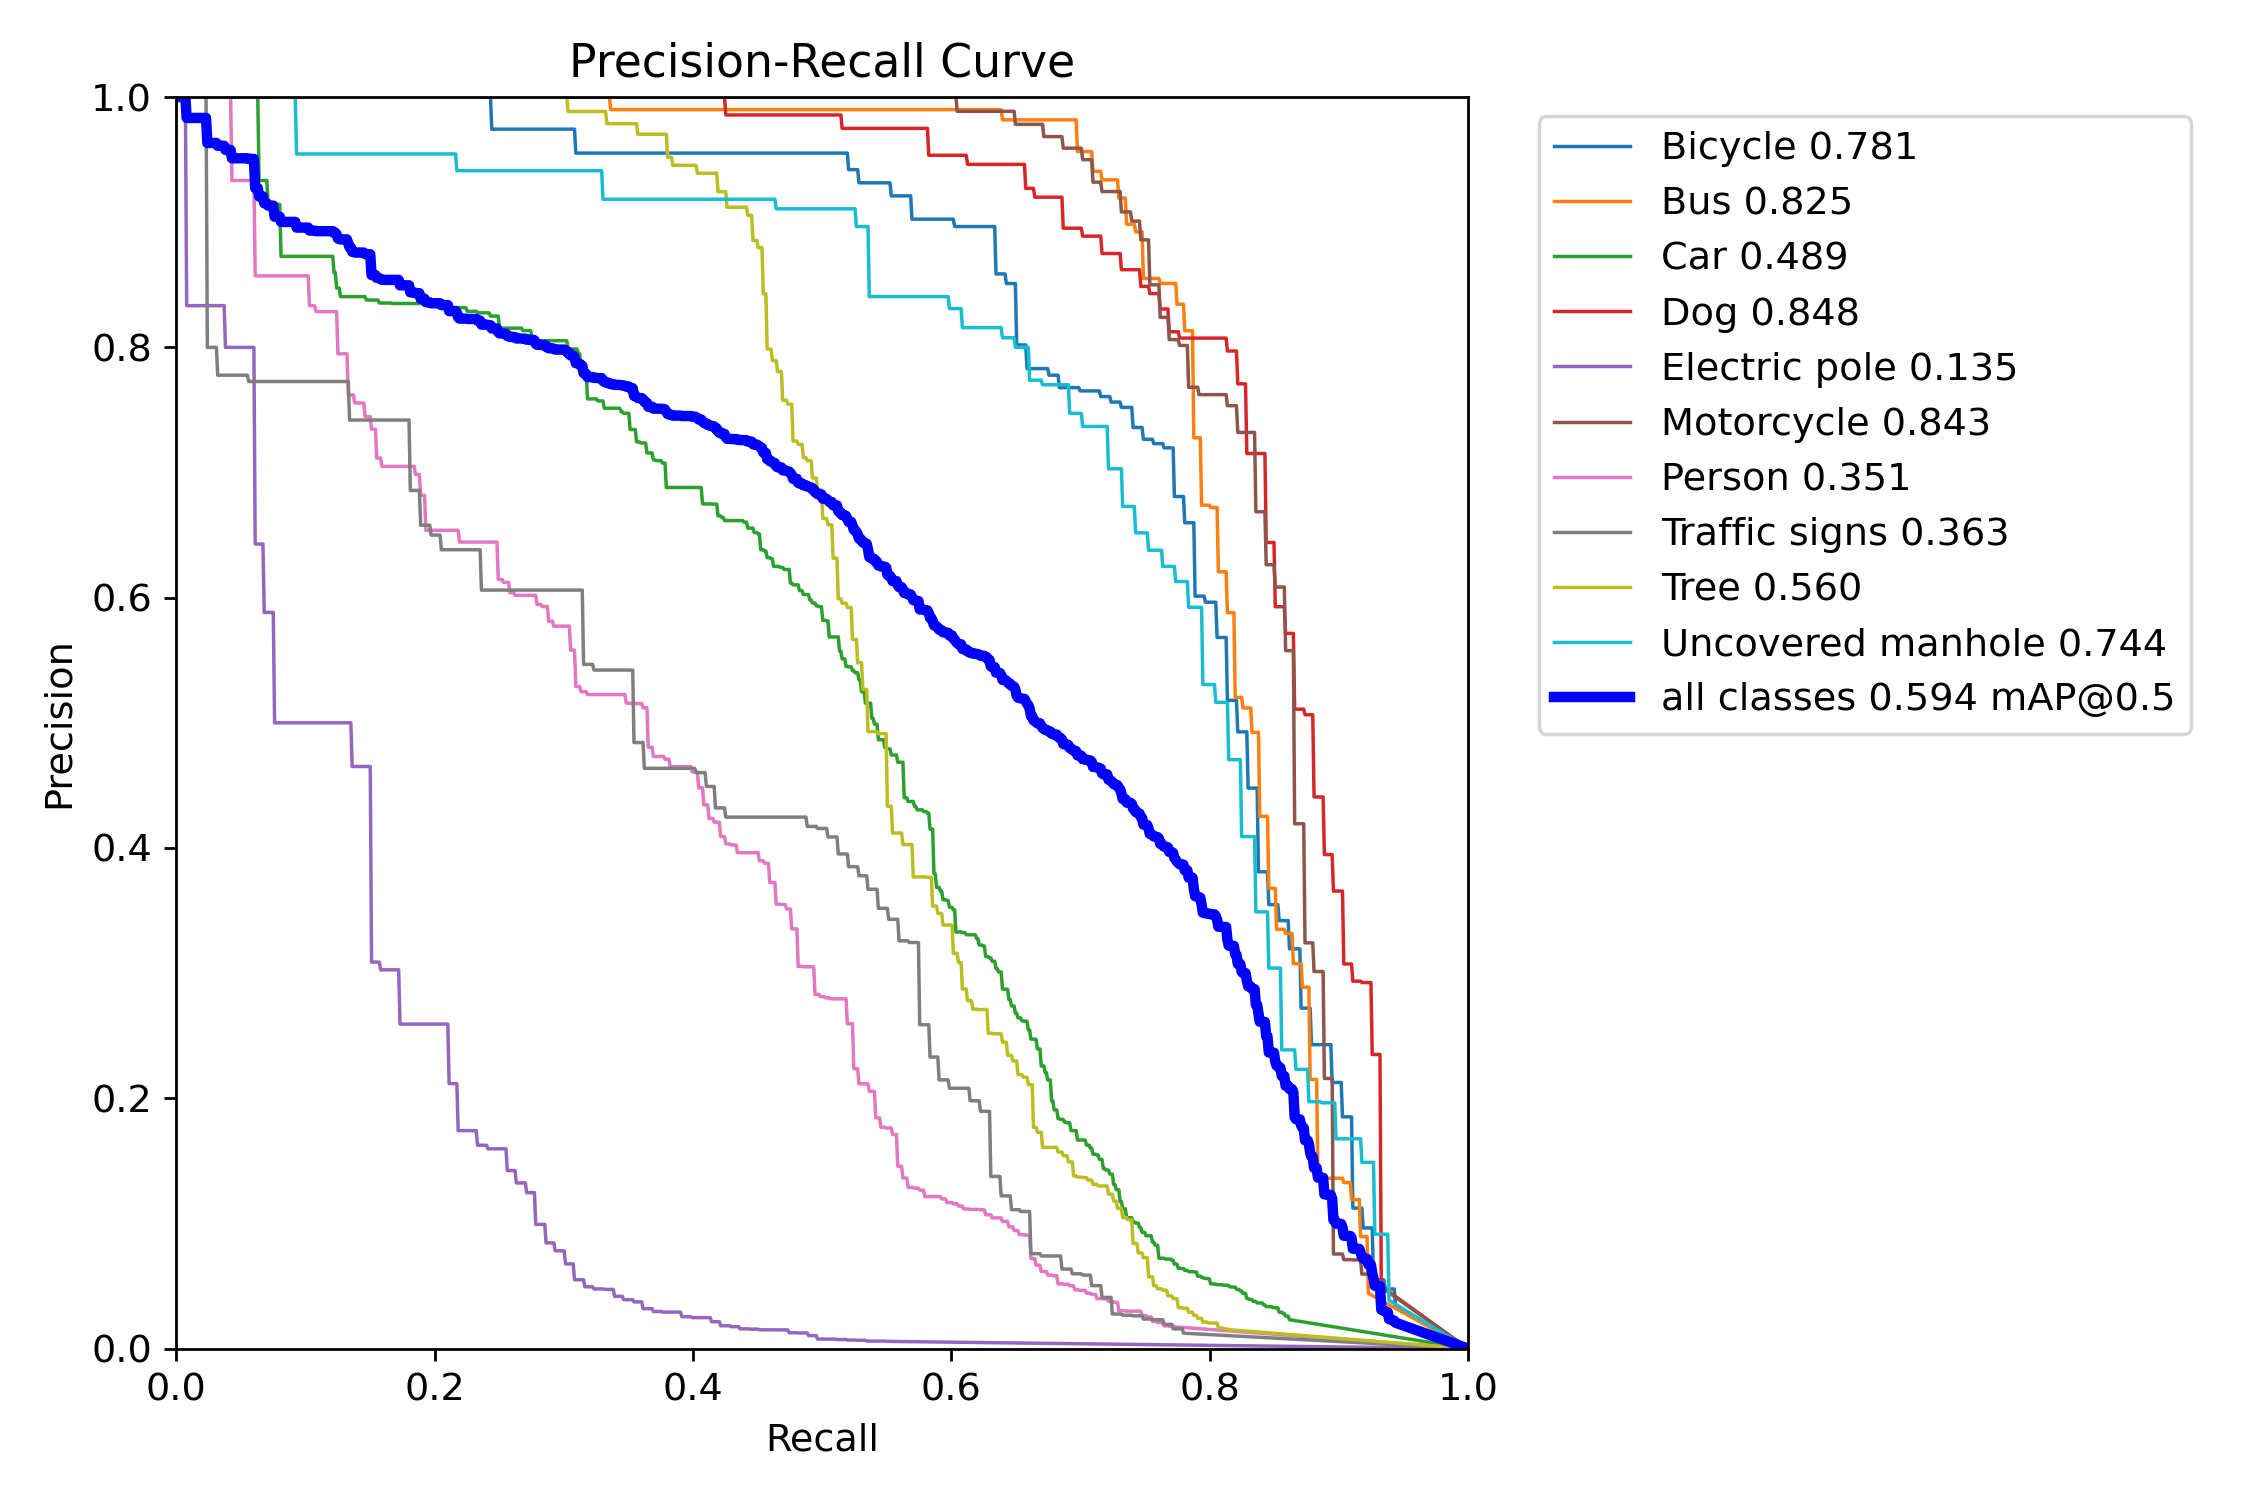 Precision-Recall Curve
1.0
0.8
0.6
0.4
0.2
0.0
Precision
0.0 0.2 0.4 0.6 0.8 1.0
Recall
Bicycle 0.781
Bus 0.825
Car 0.489
Dog 0.848
Electric pole 0.135
Motorcycle 0.843
Person 0.351
Traffic signs 0.363
Tree 0.560
Uncovered manhole 0.744
all classes 0.594 mAP@0.5